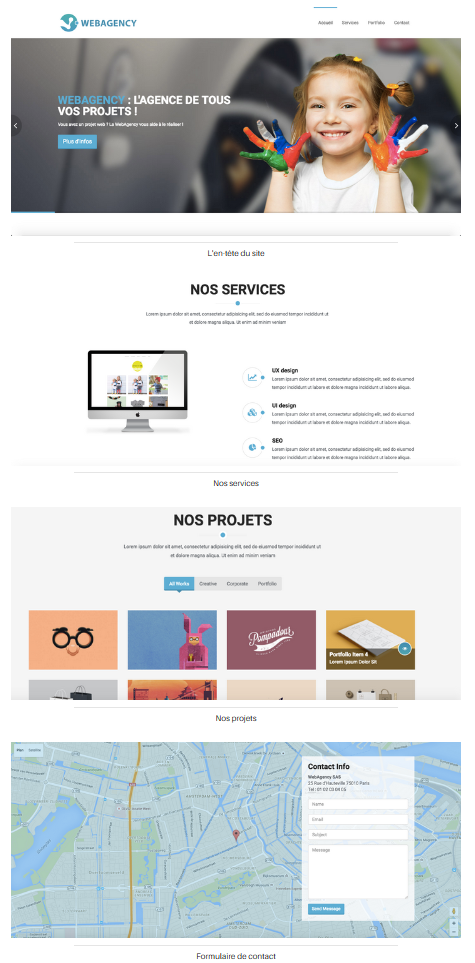 WEBAGENCY
Accueil Services Portfolio Contact
WEBAGENCY : L'AGENCE DE TOUS
VOS PROJETS !
Vous avez un projet web ? La WebAgency vous aide à le réaliser !
Plus d'infos
L'en-tête du site
NOS SERVICES
Lorem ipsum dolor sit amet, consectetur adipisicing elit, sed do eiusmod tempor incididunt ut
et dolore magna aliqua. Ut enim ad minim veniam
UX design
Lorem ipsum dolor sit amet, consectetur adipisicing elit, sed do eiusmod
tempor incididunt ut labore et dolore magna incididunt ut labore aliqua.
UI design
Lorem ipsum dolor sit amet, consectetur adipisicing elit, sed do eiusmod
tempor incididunt ut labore et dolore magna incididunt ut labore aliqua.
SEO
Lorem ipsum dolor sit amet, consectetur adipisicing elit, sed do eiusmod
tempor incididunt ut labore et dolore magna incididunt ut labore aliqua.
Nos services
NOS PROJETS
Lorem ipsum dolor sit amet, consectetur adipisicing elit, sed do eiusmod tempor incididunt ut
et dolore magna aliqua. Ut enim ad minim veniam
All Works Creative Corporate Portfolio
Pompadour
Portfolio Item 4
Lorem Ipsum Dolor Sit
Nos projets
Plan
Contact Info
WebAgency SAS
25 Rue d'Hauteville 75010 Paris
Tél : 01 02 03 04 05
Name
Email
Subject
Message
Send Message
Formulaire de contact